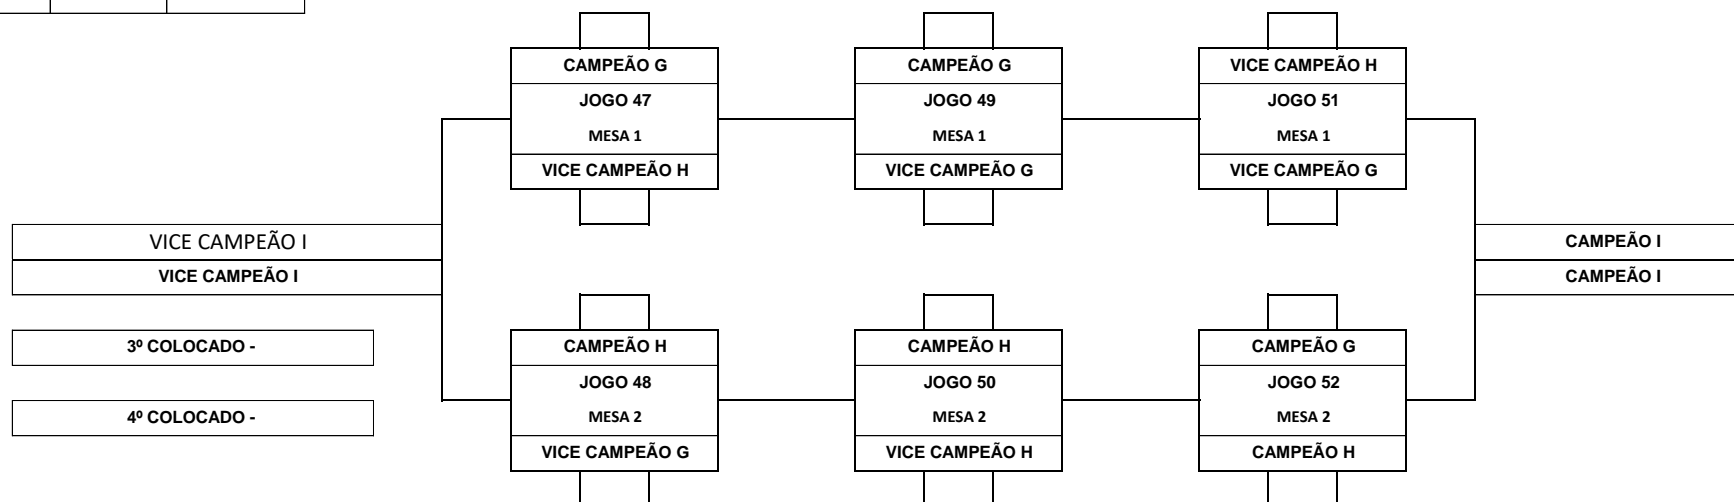 CAMPEÃO G
JOGO 47
MESA 1
VICE CAMPEÃO H
CAMPEÃO G
JOGO 49
MESA 1
VICE CAMPEÃO G
VICE CAMPEÃO H
JOGO 51
MESA 1
VICE CAMPEÃO G
VICE CAMPEÃO I
VICE CAMPEÃO I
CAMPEÃO I
CAMPEÃO I
3º COLOCADO -
4º COLOCADO -
CAMPEÃO H
JOGO 48
MESA 2
VICE CAMPEÃO G
CAMPEÃO H
JOGO 50
MESA 2
VICE CAMPEÃO H
CAMPEÃO G
JOGO 52
MESA 2
CAMPEÃO H